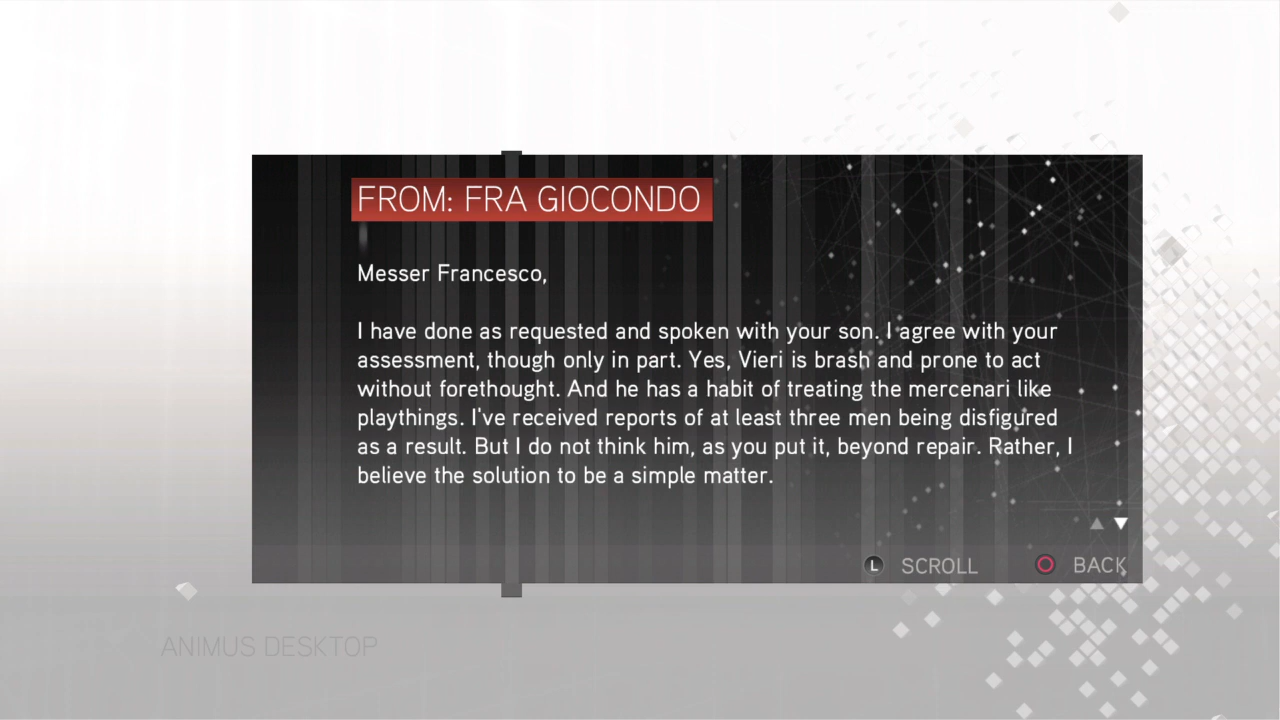 FROM: FRA GIOCONDO
Messer Francesco,
I have done as requested and spoken with your son. I agree with your
assessment, though only in part. Yes, Vieri is brash and prone to act
without forethought. And he has a habit of treating the mercenari like
playthings. I've received reports of at least three men being disfigured
as a result. But I do not think him, as you put it, beyond repair. Rather, I
believe the solution to be a simple matter.
L SCROLL BACK
ANIMUS DESKTOP